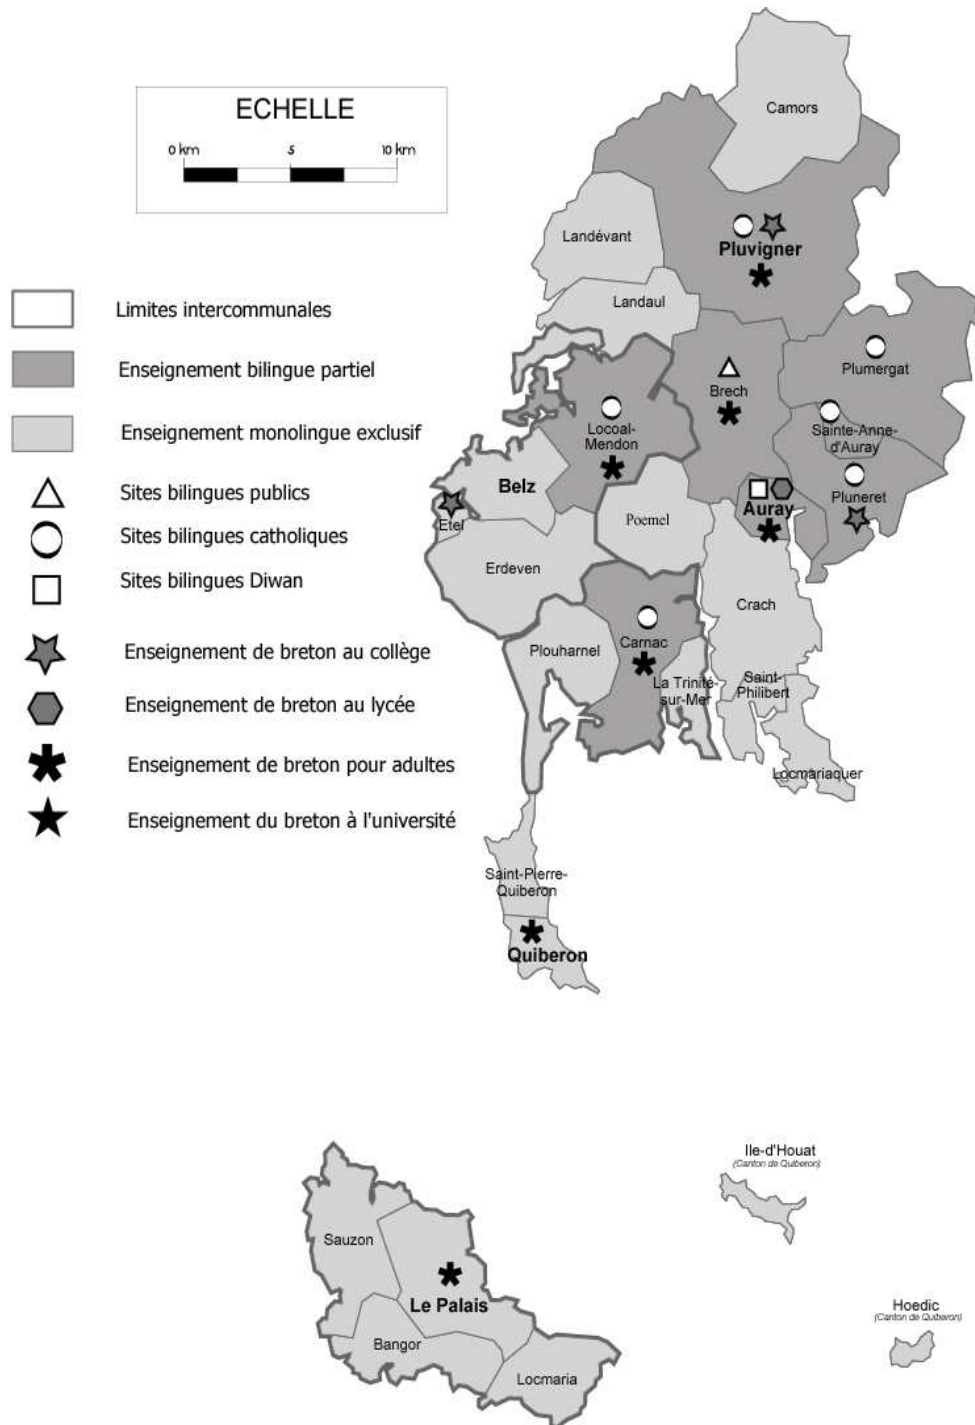 ECHELLE
0 km 5 10 km
Limites intercommunales
Enseignement bilingue partiel
Enseignement monolingue exclusif
Sites bilingues publics
Sites bilingues catholiques
Sites bilingues Diwan
Enseignement de breton au collège
Enseignement de breton au lycée
Enseignement de breton pour adultes
Enseignement du breton à l'université
Camors
Landévant
Pluvigner
Landaul
Plumergat
Brech
Locoal-
Mendon
Sainte-Anne-
d'Auray
Belz
Pluneret
Auray
Etel
Poemel
Erdeven
Crach
Carnac
Plouharnel
La Trinité-
sur-Mer
Saint-
Philibert
Locmariaquer
Saint-Pierre-
Quiberon
Quiberon
Ile-d'Houat
(Canton de Quiberon)
Sauzon
Le Palais
Hoedic
(Canton de Quiberon)
Bangor
Locmaria